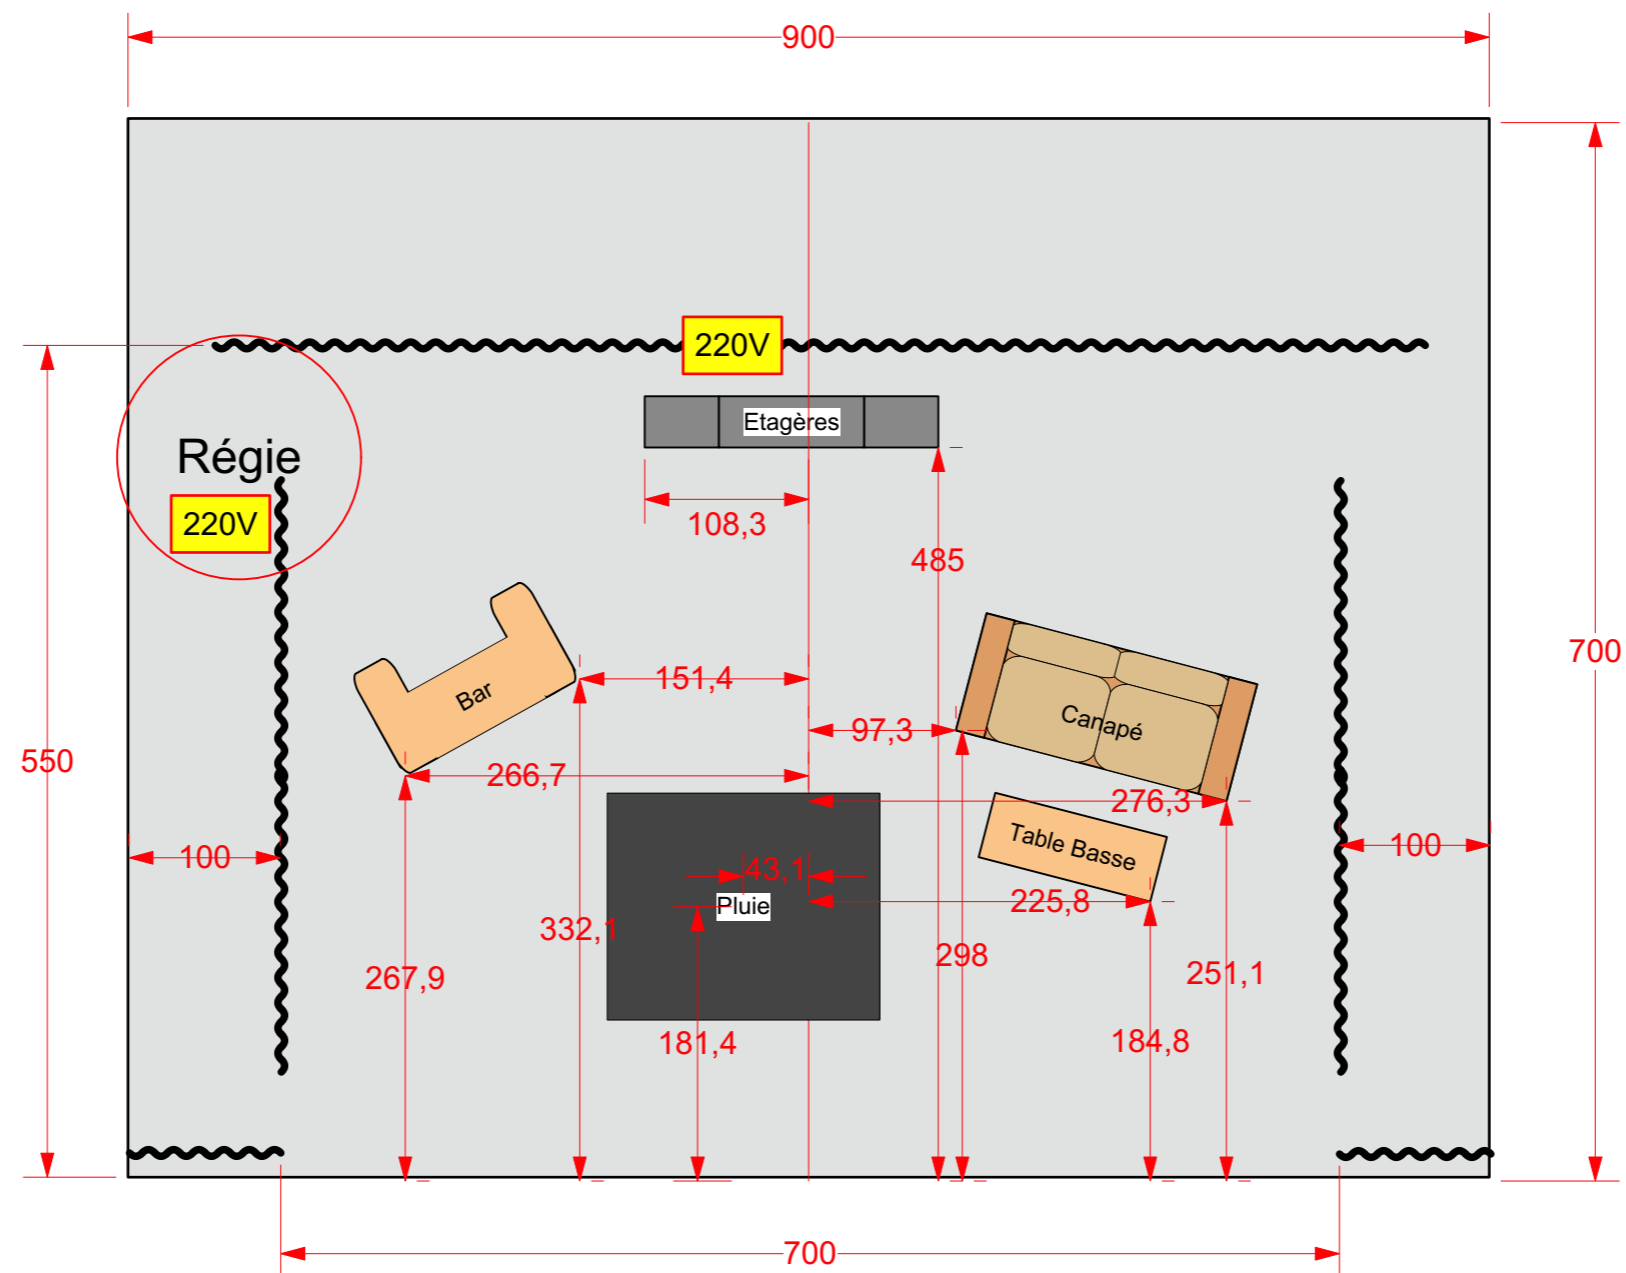 900
220V
Etagères
Régie
108,3
220V
485
700
151,4
Bar
97,3
Canapé
550
266,7
276,3
Table Basse
100
100
43,1
225,8
Pluie
332,1
298
267,9
251,1
181,4
184,8
700